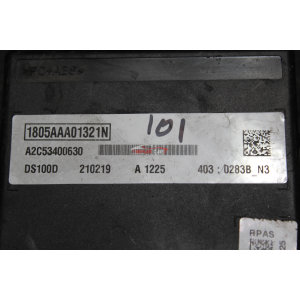 101
1805AAA01321N
A2C53400630
DS100D 210219 A 1225 403 : 0283B_N3
RPAS